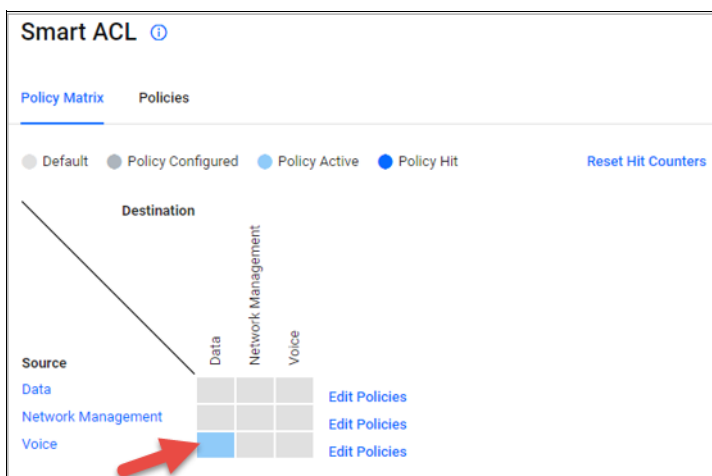 Smart ACL
Policy Matrix Policies
Default Policy Configured Policy Active Policy Hit Reset Hit Counters
Destination
Data Network Management Voice
Source
Data Edit Policies
Network Management Edit Policies
Voice Edit Policies